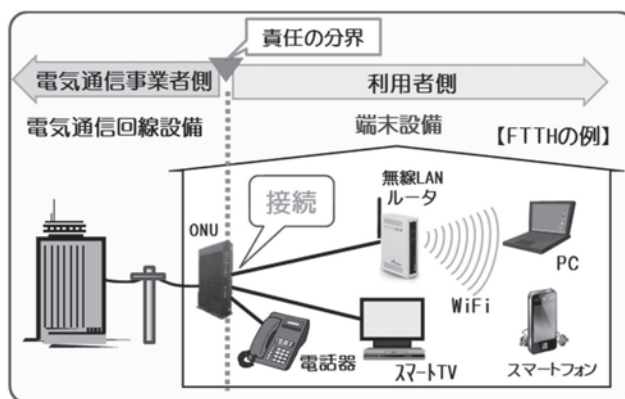 責任の分界
電気通信事業者側
利用者側
電気通信回線設備
端末設備
【FTTHの例】
無線LAN
ルータ
接続
ONU
PC
WiFi
電話器
スマートTV
スマートフォン